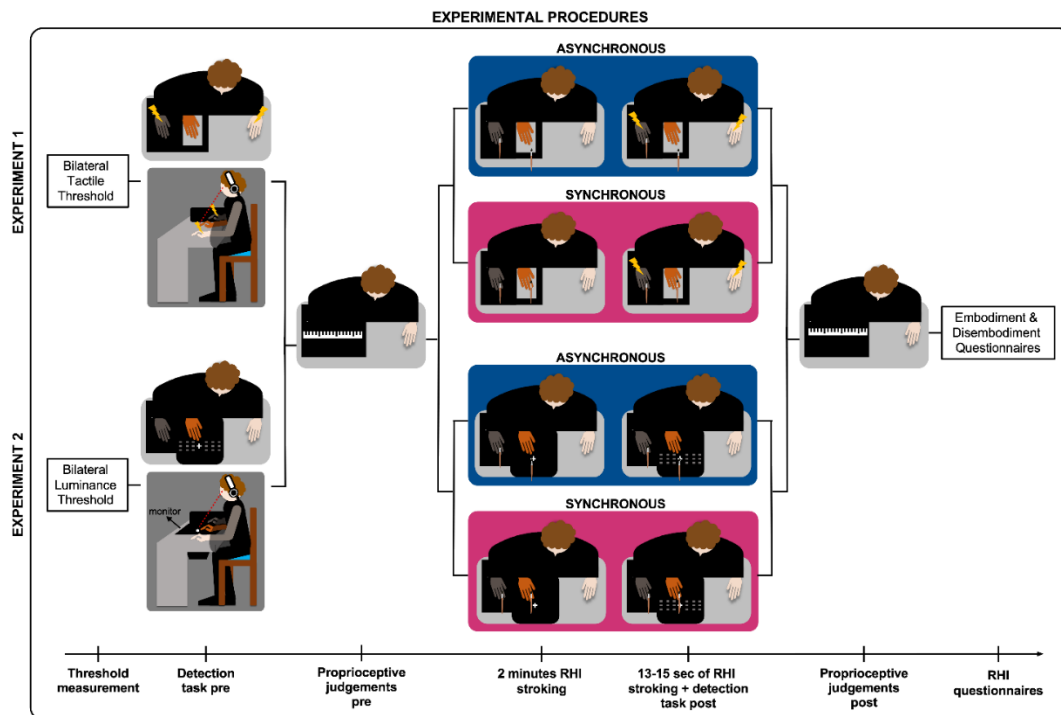 EXPERIMENTAL PROCEDURES
ASYNCHRONOUS
EXPERIMENT 1
Bilateral
Tactile
Threshold
SYNCHRONOUS
Embodiment &
Disembodiment
Questionnaires
ASYNCHRONOUS
EXPERIMENT 2
Bilateral
Luminance
Threshold
monitor
SYNCHRONOUS
Threshold
measurement
Detection
task pre
Proprioceptive
judgements
pre
2 minutes RHI
stroking
13-15 sec of RHI
stroking + detection
task post
Proprioceptive
judgements
post
RHI
questionnaires